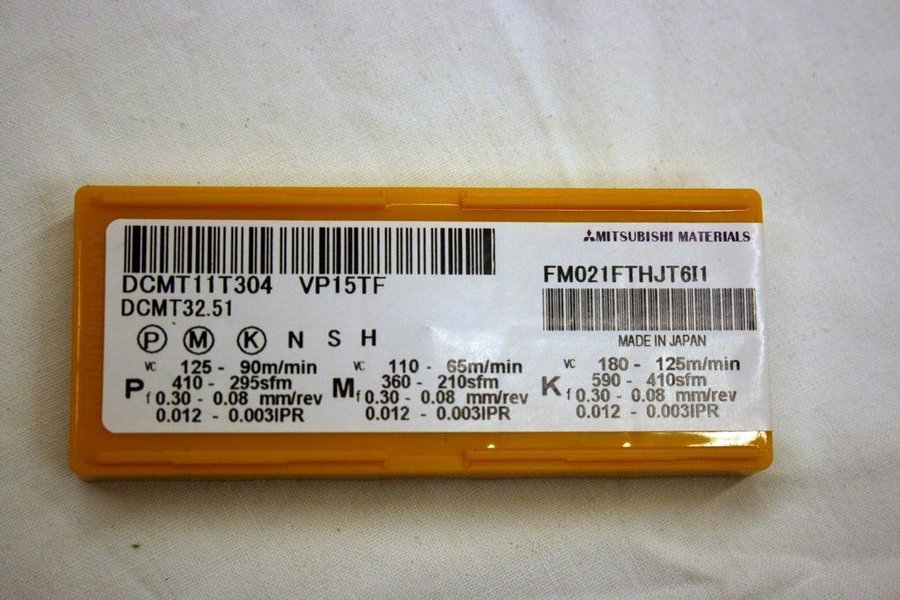 MITSUBISHI MATERIALS
DCMT11T304 VP15TF
DCMT32.51
FM021FTHJT6I1
MADE IN JAPAN
P M K N S H
P vc 125 - 90m/min
410 - 295sfm
f 0.30 - 0.08 mm/rev
0.012 - 0.003IPR
M vc 110 - 65m/min
360 - 210sfm
f 0.30 - 0.08 mm/rev
0.012 - 0.003IPR
K vc 180 - 125m/min
590 - 410sfm
f 0.30 - 0.08 mm/rev
0.012 - 0.003IPR